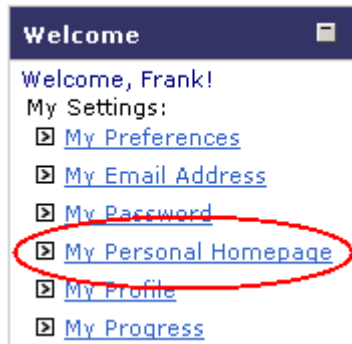 Welcome
Welcome, Frank!
My Settings:
My Preferences
My Email Address
My Password
My Personal Homepage
My Profile
My Progress